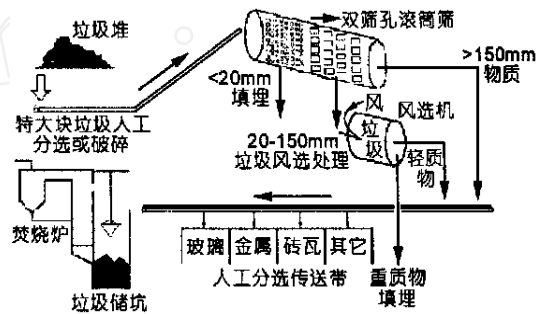 垃圾堆
双筛孔滚筒筛
>150mm
物质
<20mm
填埋
特大块垃圾人工
分选或破碎
20-150mm
垃圾风选处理
风
垃
圾
风选机
轻质
物
焚烧炉
垃圾储坑
玻璃
金属
砖瓦
其它
人工分选传送带
重质物
填埋